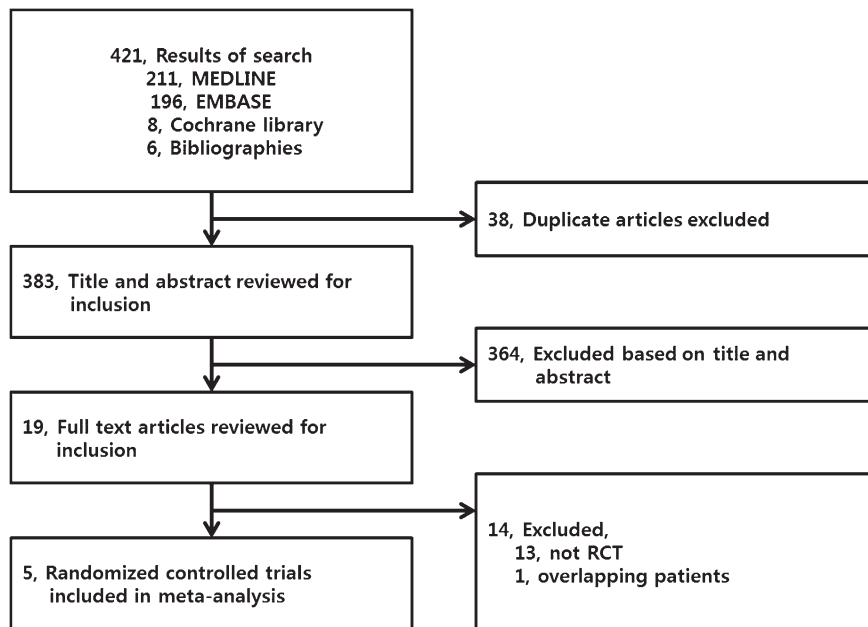 421, Results of search
211, MEDLINE
196, EMBASE
8, Cochrane library
6, Bibliographies
38, Duplicate articles excluded
383, Title and abstract reviewed for
inclusion
364, Excluded based on title and
abstract
19, Full text articles reviewed for
inclusion
14, Excluded,
13, not RCT
1, overlapping patients
5, Randomized controlled trials
included in meta-analysis